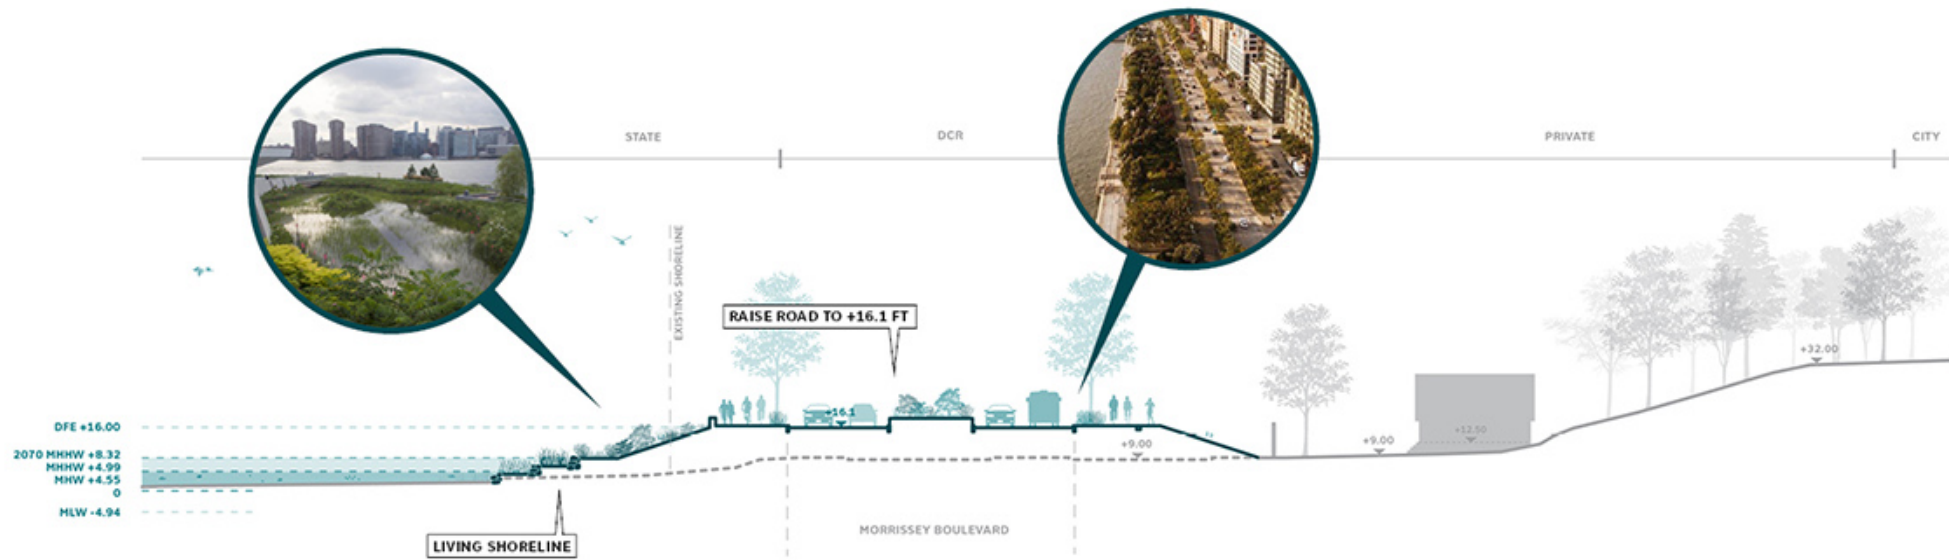 STATE
DCR
PRIVATE
CITY
EXISTING SHORELINE
RAISE ROAD TO +16.1 FT
+32.00
+16.1
DFE +16.00
+9.00
+9.00
+12.50
2070 MHHW +8.32
MHHW +4.99
MHW +4.55
0
MLW -4.94
MORRISSEY BOULEVARD
LIVING SHORELINE